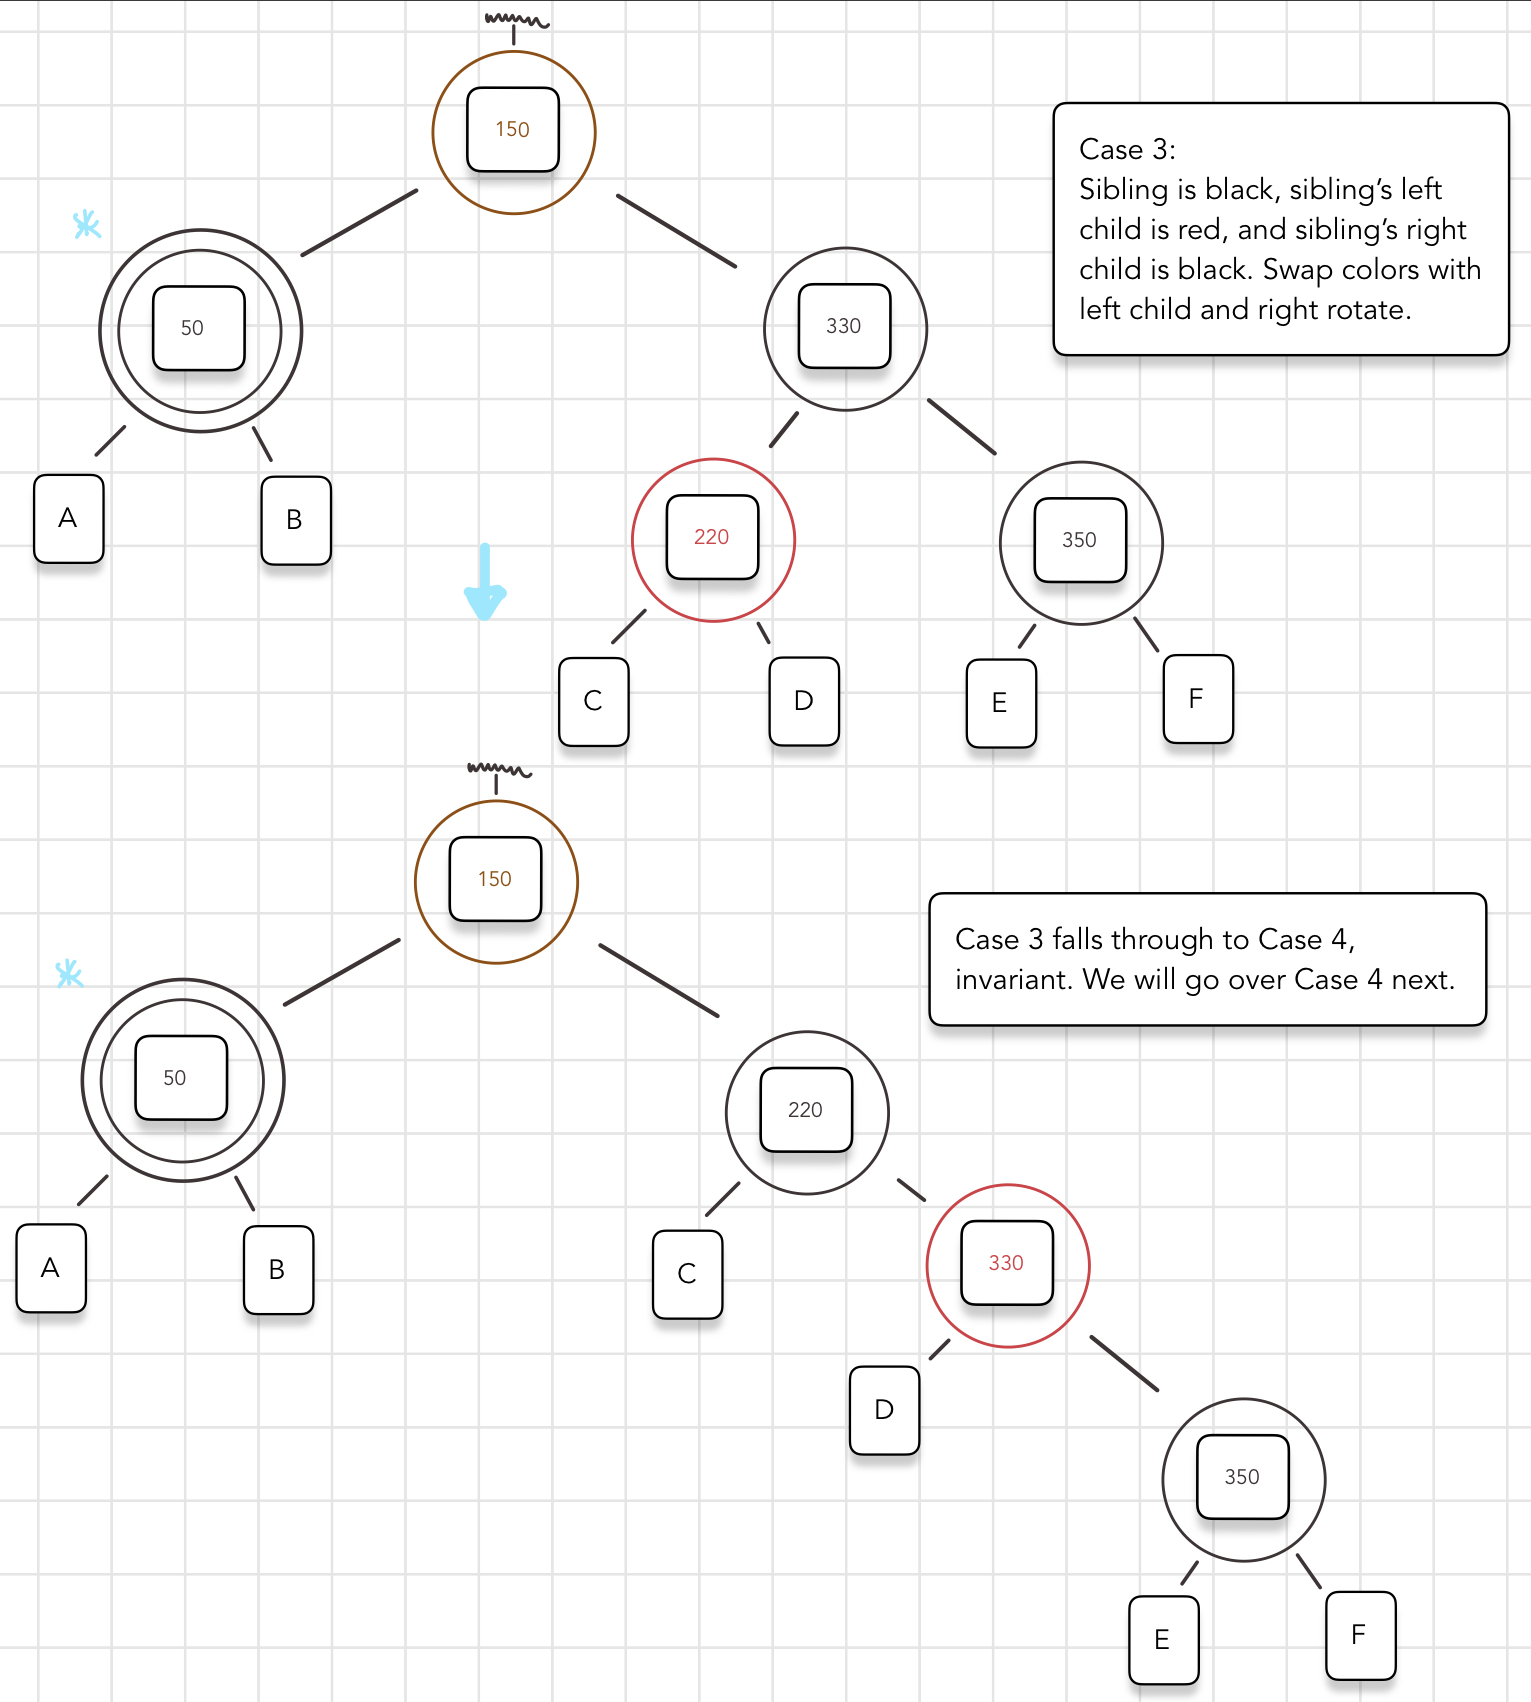 150
Case 3:
Sibling is black, sibling's left
child is red, and sibling's right
child is black. Swap colors with
left child and right rotate.
50
330
A
B
220
350
C
D
E
F
150
Case 3 falls through to Case 4,
invariant. We will go over Case 4 next.
50
220
A
B
C
330
D
350
E
F